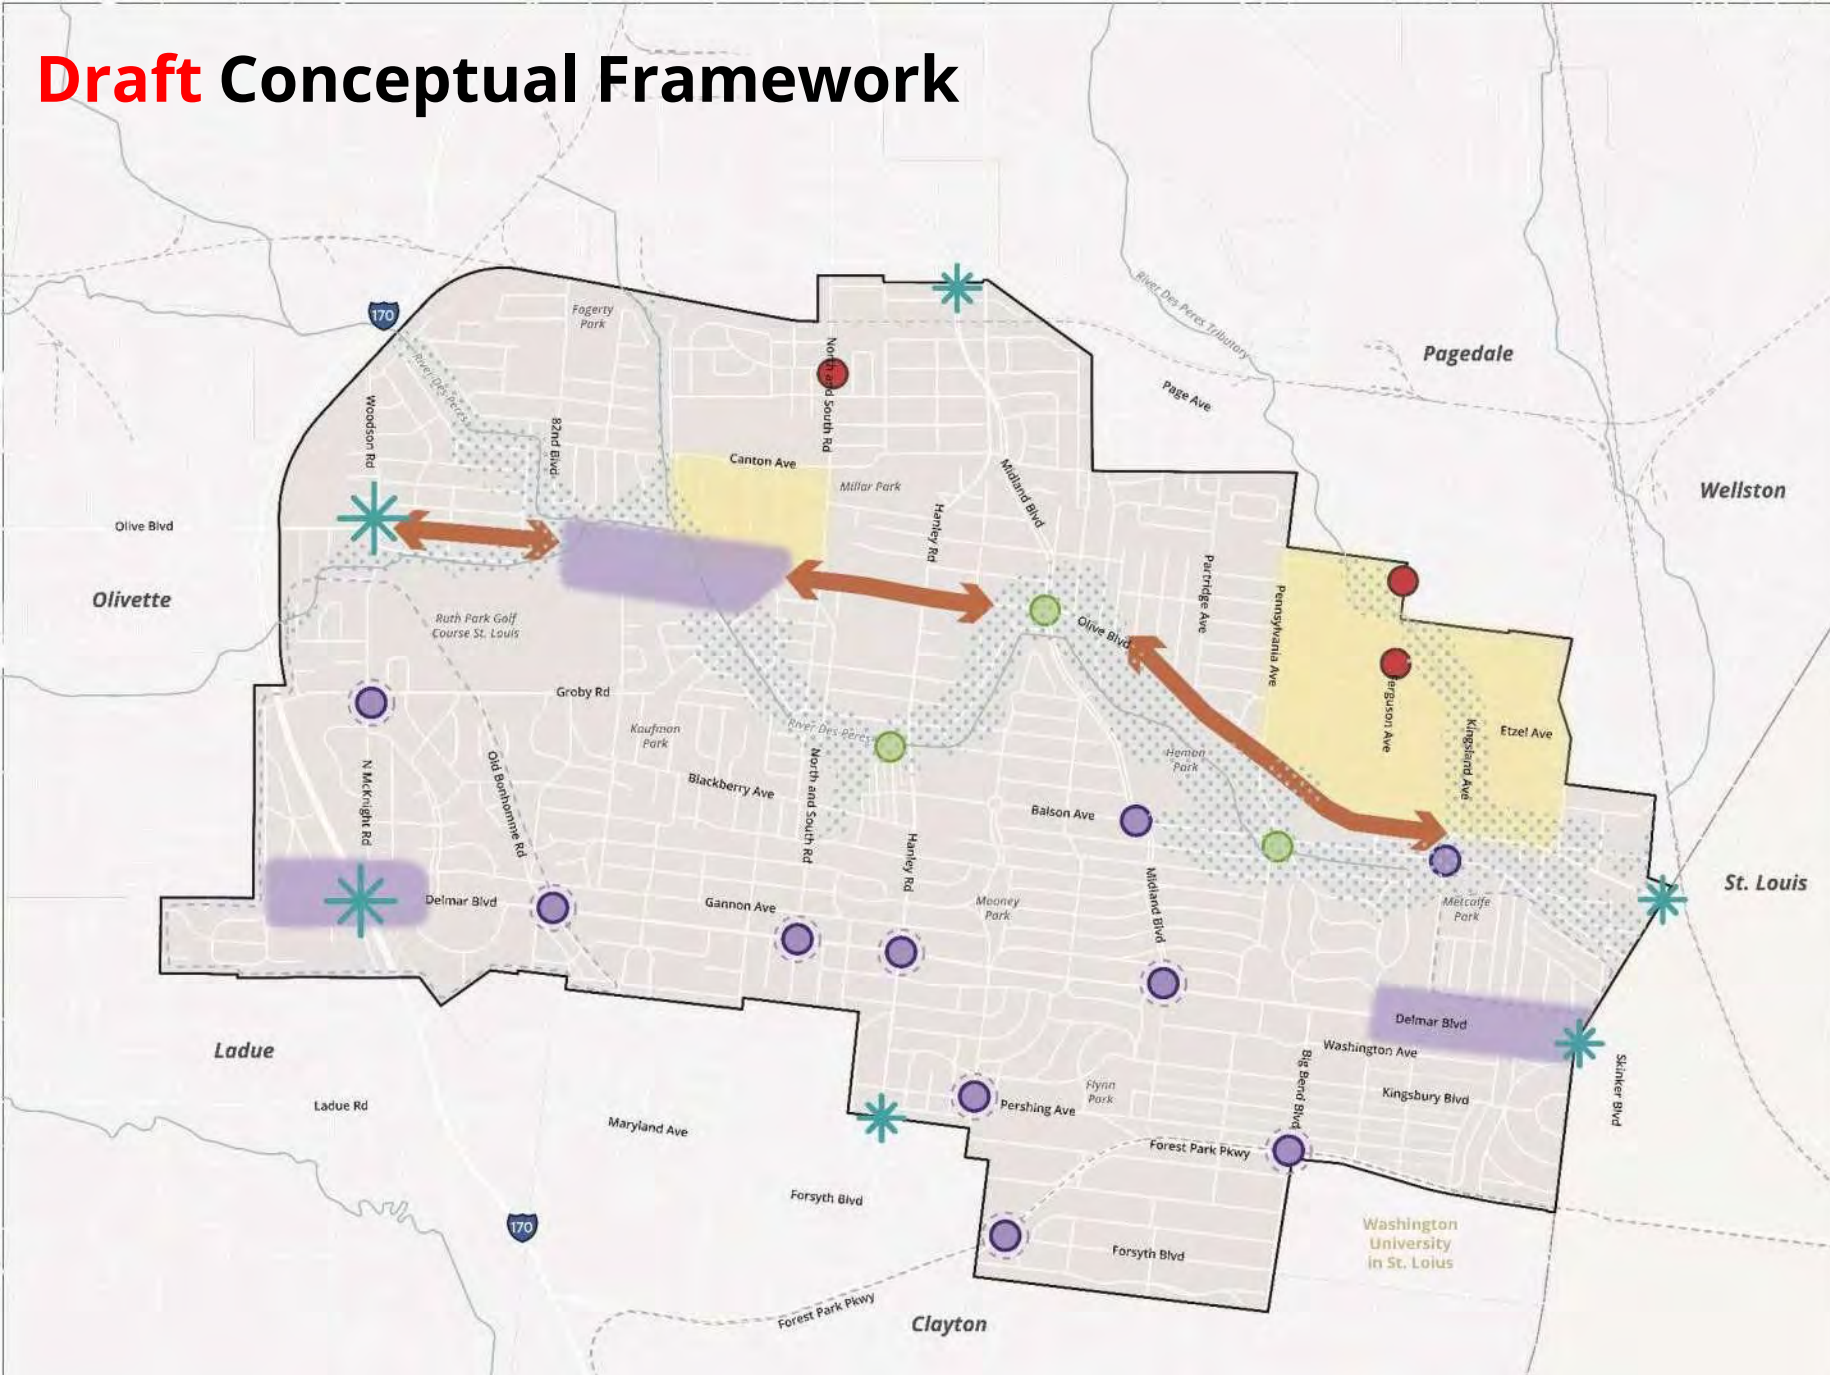 Draft Conceptual Framework
River Des Peres Tributory
170
Fogerty
Park
Pagedale
North and South Rd
River Des Peres
Page Ave
Woodson Rd
82nd Blvd
Canton Ave
Millar Park
Midland Blvd
Wellston
Olive Blvd
Hanley Rd
Partridge Ave
Pennsylvania Ave
Olivette
Ruth Park Golf
Course St. Louis
Olive Blvd
Groby Rd
Ferguson Ave
Kaufman
Park
River Des Peres
Kingsland Ave
Etzel Ave
Heman
Park
N McKnight Rd
Old Bonhomme Rd
Blackberry Ave
North and South Rd
Balson Ave
Hanley Rd
St. Louis
Delmar Blvd
Gannon Ave
Mooney
Park
Midland Blvd
Metcalfe
Park
Delmar Blvd
Washington Ave
Ladue
Big Bend Blvd
Skinker Blvd
Ladue Rd
Maryland Ave
Pershing Ave
Flynn
Park
Kingsbury Blvd
Forest Park Pkwy
Forsyth Blvd
170
Washington
University
in St. Loius
Forsyth Blvd
Forest Park Pkwy
Clayton